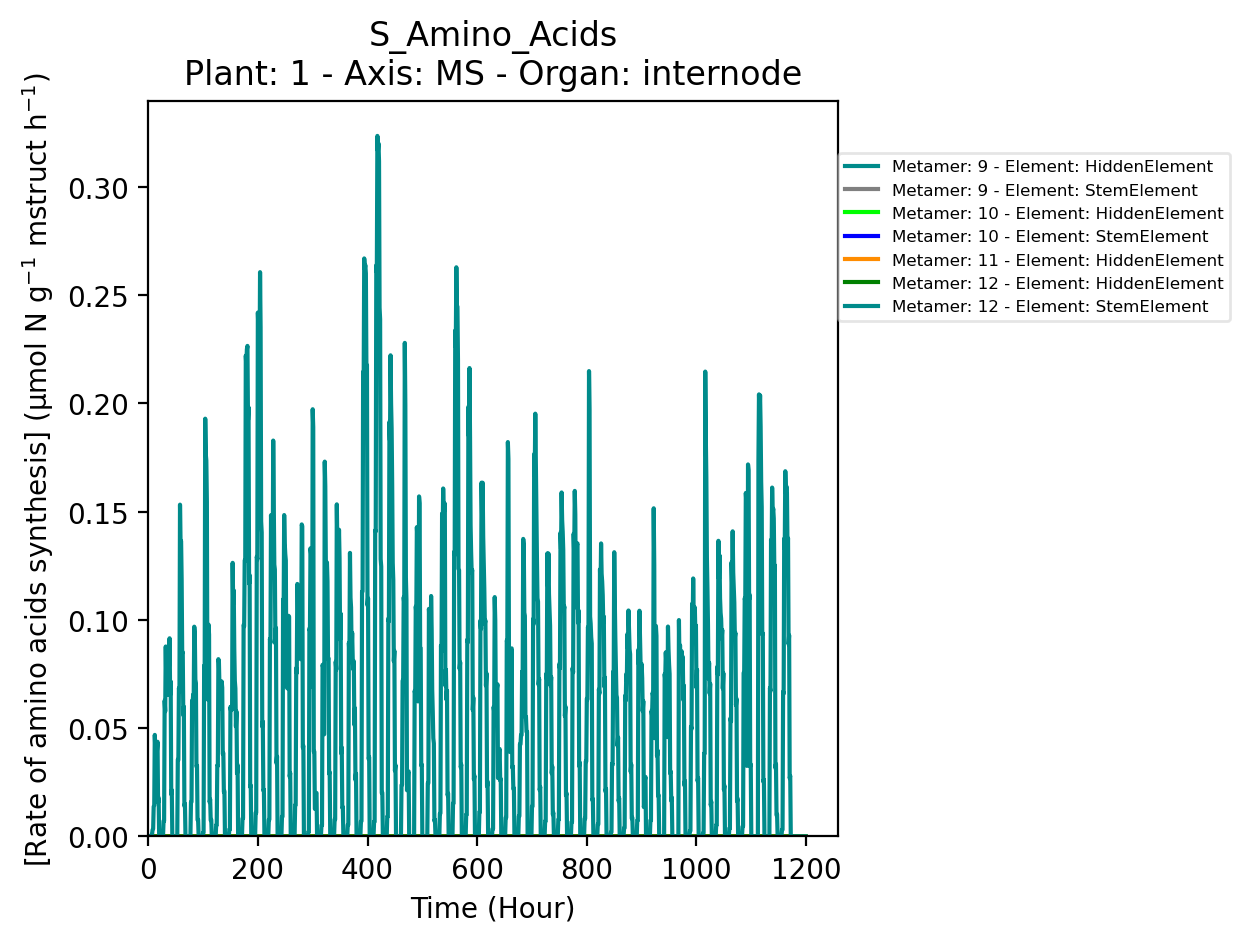 S_Amino_Acids
Plant: 1 - Axis: MS - Organ: internode
[Rate of amino acids synthesis] (µmol N g⁻¹ mstruct h⁻¹)
0.30
0.25
0.20
0.15
0.10
0.05
0.00
0 200 400 600 800 1000 1200
Time (Hour)
Metamer: 9 - Element: HiddenElement
Metamer: 9 - Element: StemElement
Metamer: 10 - Element: HiddenElement
Metamer: 10 - Element: StemElement
Metamer: 11 - Element: HiddenElement
Metamer: 12 - Element: HiddenElement
Metamer: 12 - Element: StemElement